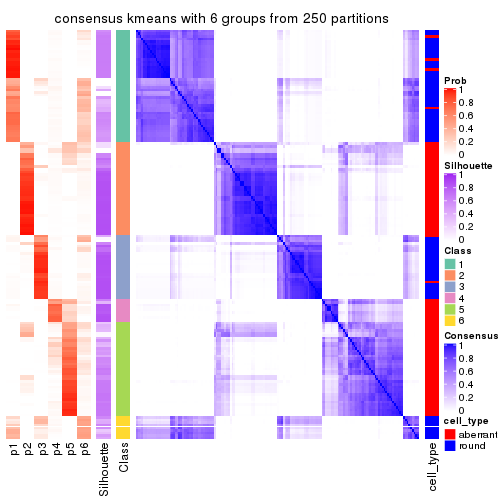 consensus kmeans with 6 groups from 250 partitions
Prob
1
0.8
0.6
0.4
0.2
0
Silhouette
1
0.8
0.6
0.4
0.2
0
Class
1
2
3
4
5
6
Consensus
1
0.8
0.6
0.4
0.2
0
cell_type
aberrant
round
p1
p2
p3
p4
p5
p6
Silhouette
Class
cell_type